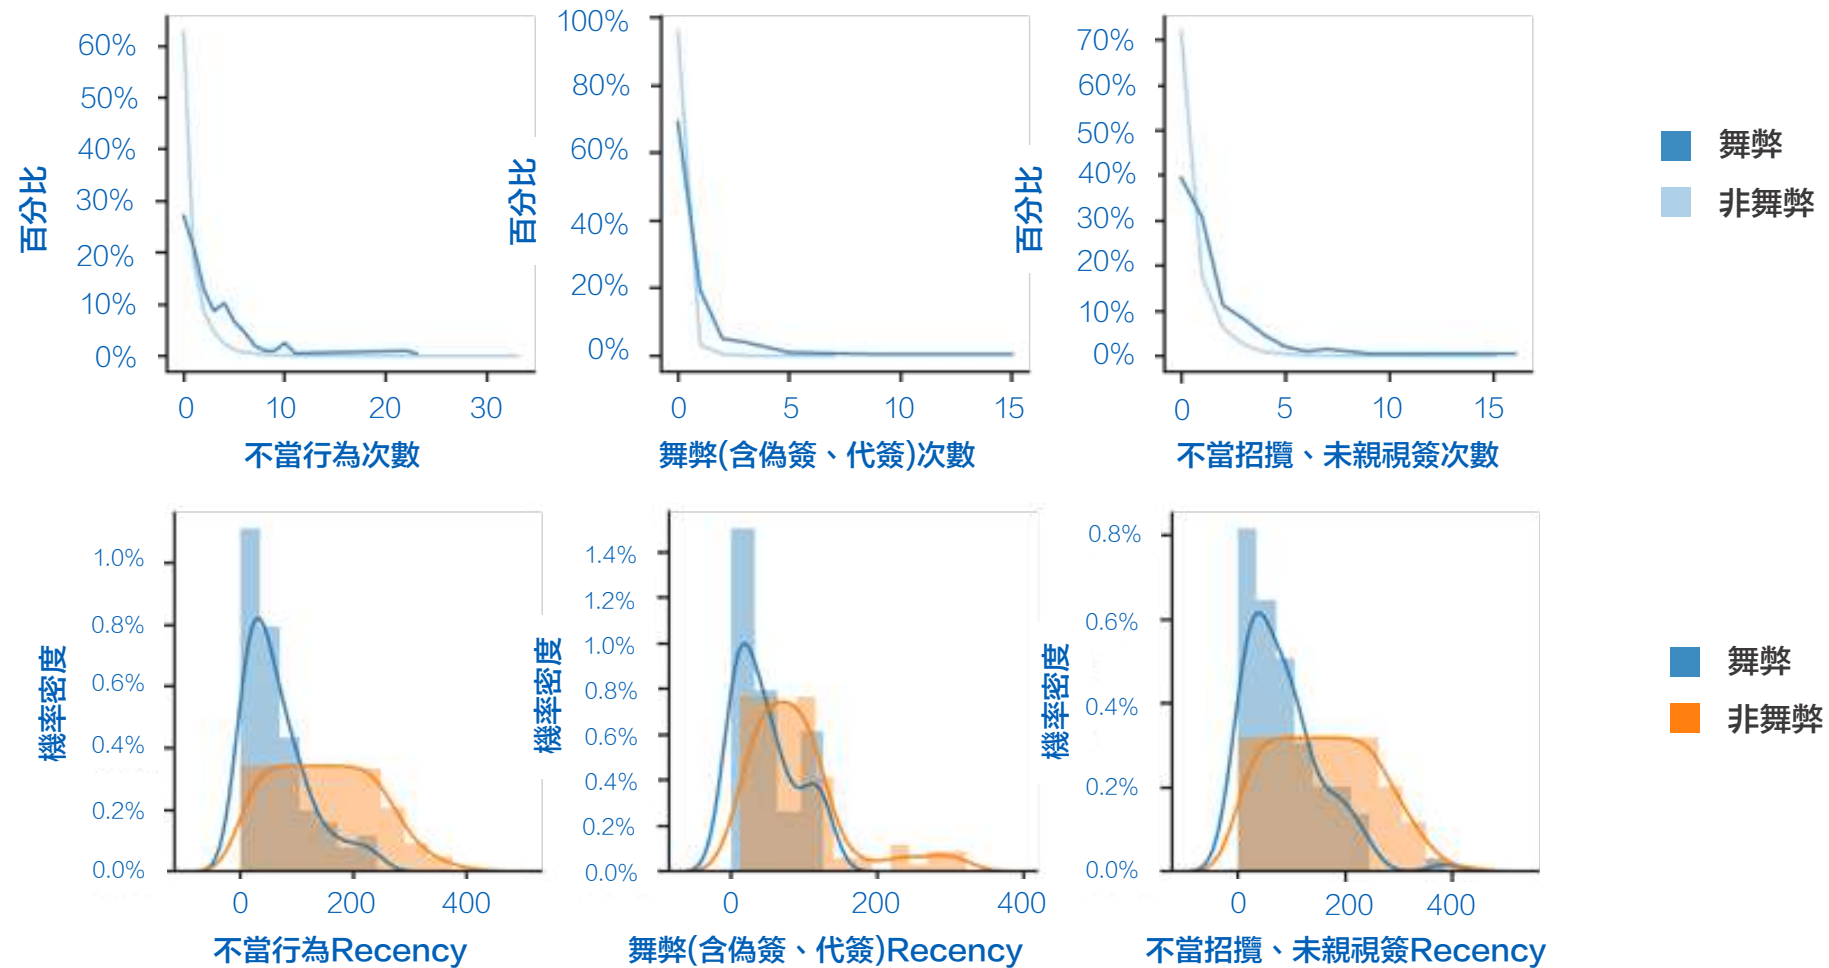 60%
50%
40%
30%
20%
10%
0%
百分比
0 10 20 30
不當行為次數
100%
80%
60%
40%
20%
0%
百分比
0 5 10 15
舞弊(含偽簽、代簽)次數
70%
60%
50%
40%
30%
20%
10%
0%
百分比
0 5 10 15
不當招攬、未親視簽次數
舞弊
非舞弊
1.0%
0.8%
0.6%
0.4%
0.2%
0.0%
機率密度
0 200 400
不當行為Recency
1.4%
1.2%
1.0%
0.8%
0.6%
0.4%
0.2%
0.0%
機率密度
0 200 400
舞弊(含偽簽、代簽)Recency
0.8%
0.6%
0.4%
0.2%
0.0%
機率密度
0 200 400
不當招攬、未親視簽Recency
舞弊
非舞弊